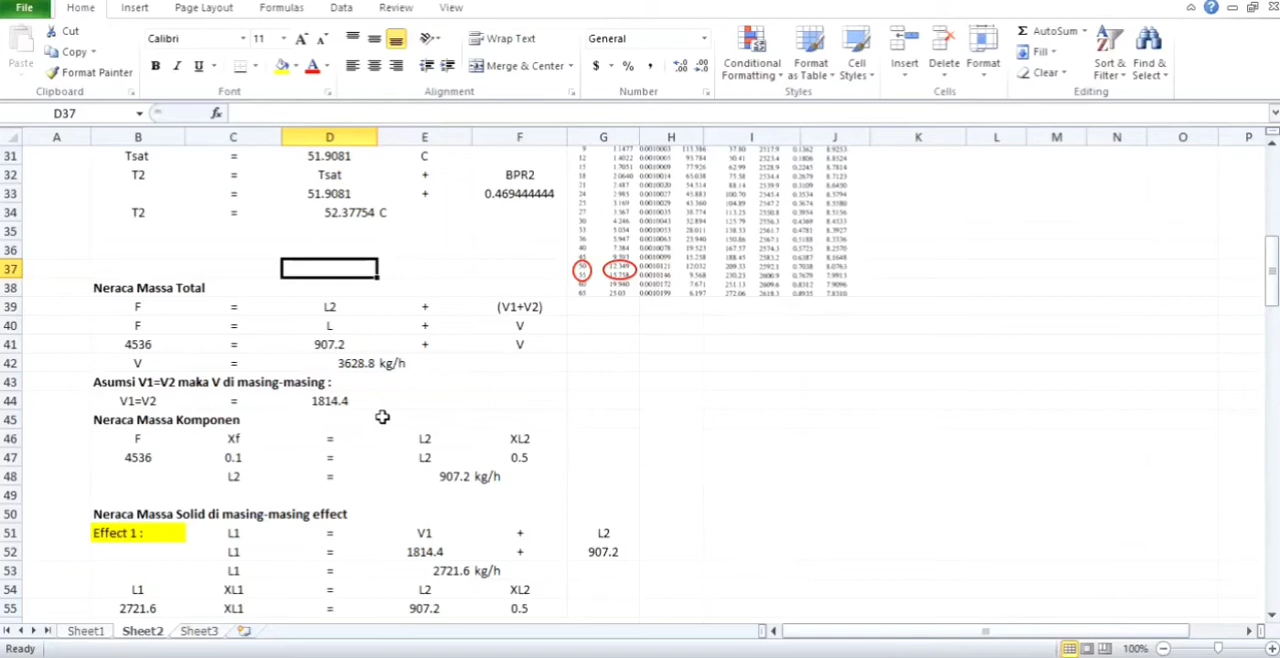 File Home Insert Page Layout Formulas Data Review View
Cut
Copy
Paste
Format Painter
Calibri 11
B I U
Wrap Text
Merge & Center
General
$ % ,
Conditional Formatting
Format as Table
Cell Styles
Insert Delete Format
AutoSum
Fill
Clear
Sort & Filter
Find & Select
Clipboard Font Alignment Number Styles Cells Editing
D37 fx
A B C D E F G H I J K L M N O P
31 Tsat = 51.9081 C
32 T2 = Tsat + BPR2
33 = 51.9081 + 0.469444444
34 T2 = 52.37754 C
35
36
37
38 Neraca Massa Total
39 F = L2 + (V1+V2)
40 F = L + V
41 4536 = 907.2 + V
42 V = 3628.8 kg/h
43 Asumsi V1=V2 maka V di masing-masing :
44 V1=V2 = 1814.4
45 Neraca Massa Komponen
46 F Xf = L2 XL2
47 4536 0.1 = L2 0.5
48 L2 = 907.2 kg/h
49
50 Neraca Massa Solid di masing-masing effect
51 Effect 1 : L1 = V1 + L2
52 L1 = 1814.4 + 907.2
53 L1 = 2721.6 kg/h
54 L1 XL1 = L2 XL2
55 2721.6 XL1 = 907.2 0.5
Sheet1 Sheet2 Sheet3
Ready 100%